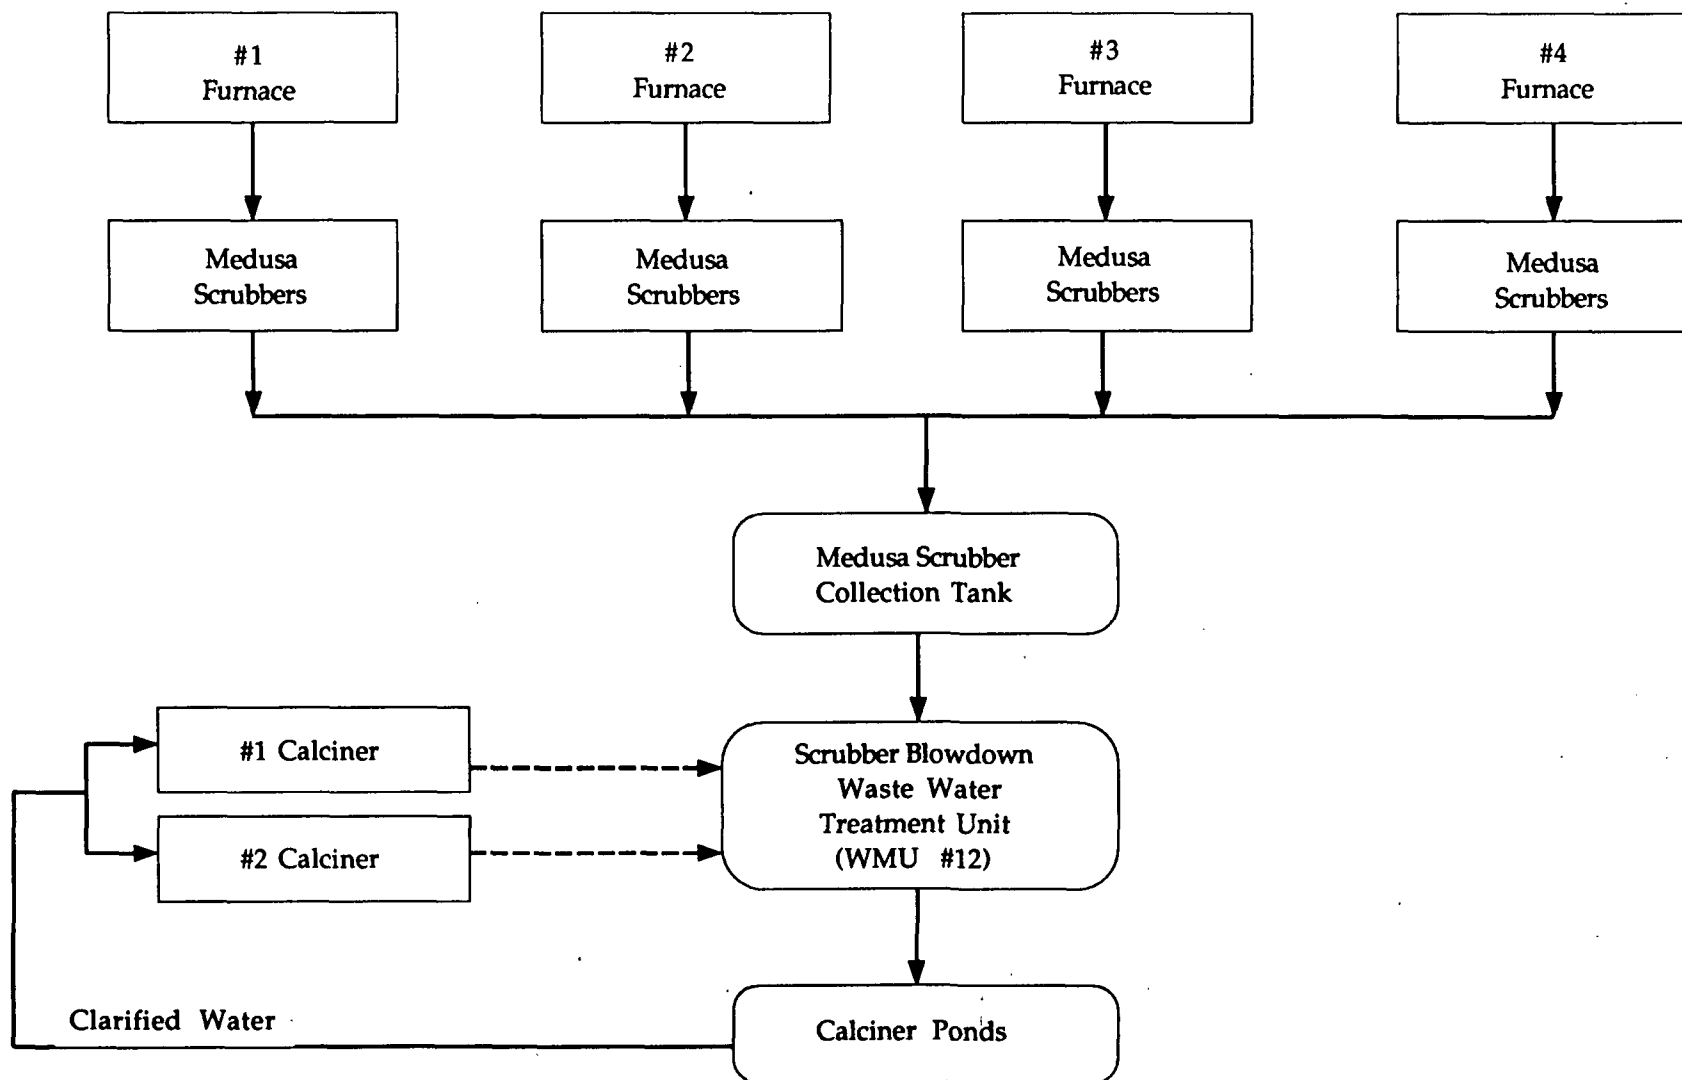 #1
Furnace
#2
Furnace
#3
Furnace
#4
Furnace
Medusa
Scrubbers
Medusa
Scrubbers
Medusa
Scrubbers
Medusa
Scrubbers
Medusa Scrubber
Collection Tank
#1 Calciner
#2 Calciner
Scrubber Blowdown
Waste Water
Treatment Unit
(WMU #12)
Clarified Water
Calciner Ponds